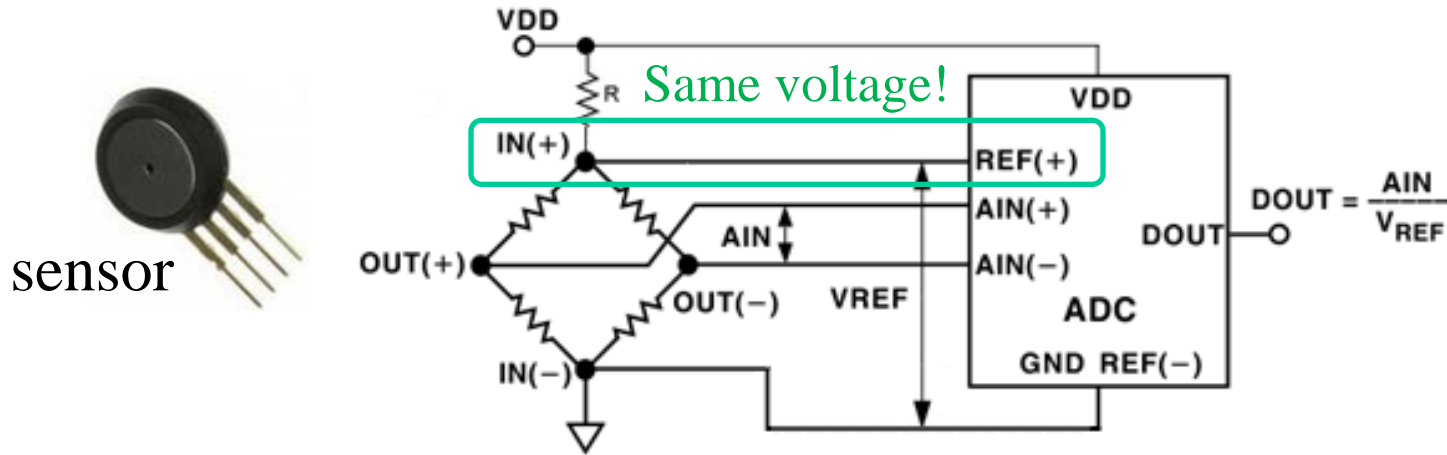 VDD
R
Same voltage!
VDD
IN(+)
REF(+)
AIN(+)
DOUT = AIN
VREF
AIN
DOUT
sensor
OUT(+)
AIN(−)
OUT(−)
VREF
ADC
IN(−)
GND REF(−)